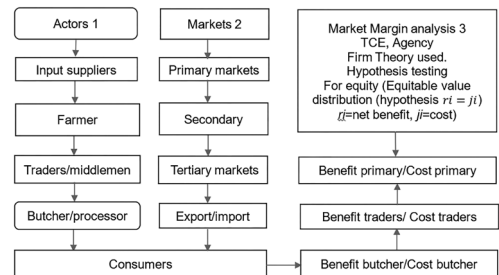 Actors 1
Input suppliers
Farmer
Traders/middlemen
Butcher/processor
Markets 2
Primary markets
Secondary
Tertiary markets
Export/import
Consumers
Market Margin analysis 3
TCE, Agency
Firm Theory used.
Hypothesis testing
For equity (Equitable value
distribution (hypothesis ri = ji)
ri=net benefit, ji=cost)
Benefit primary/Cost primary
Benefit traders/ Cost traders
Benefit butcher/Cost butcher